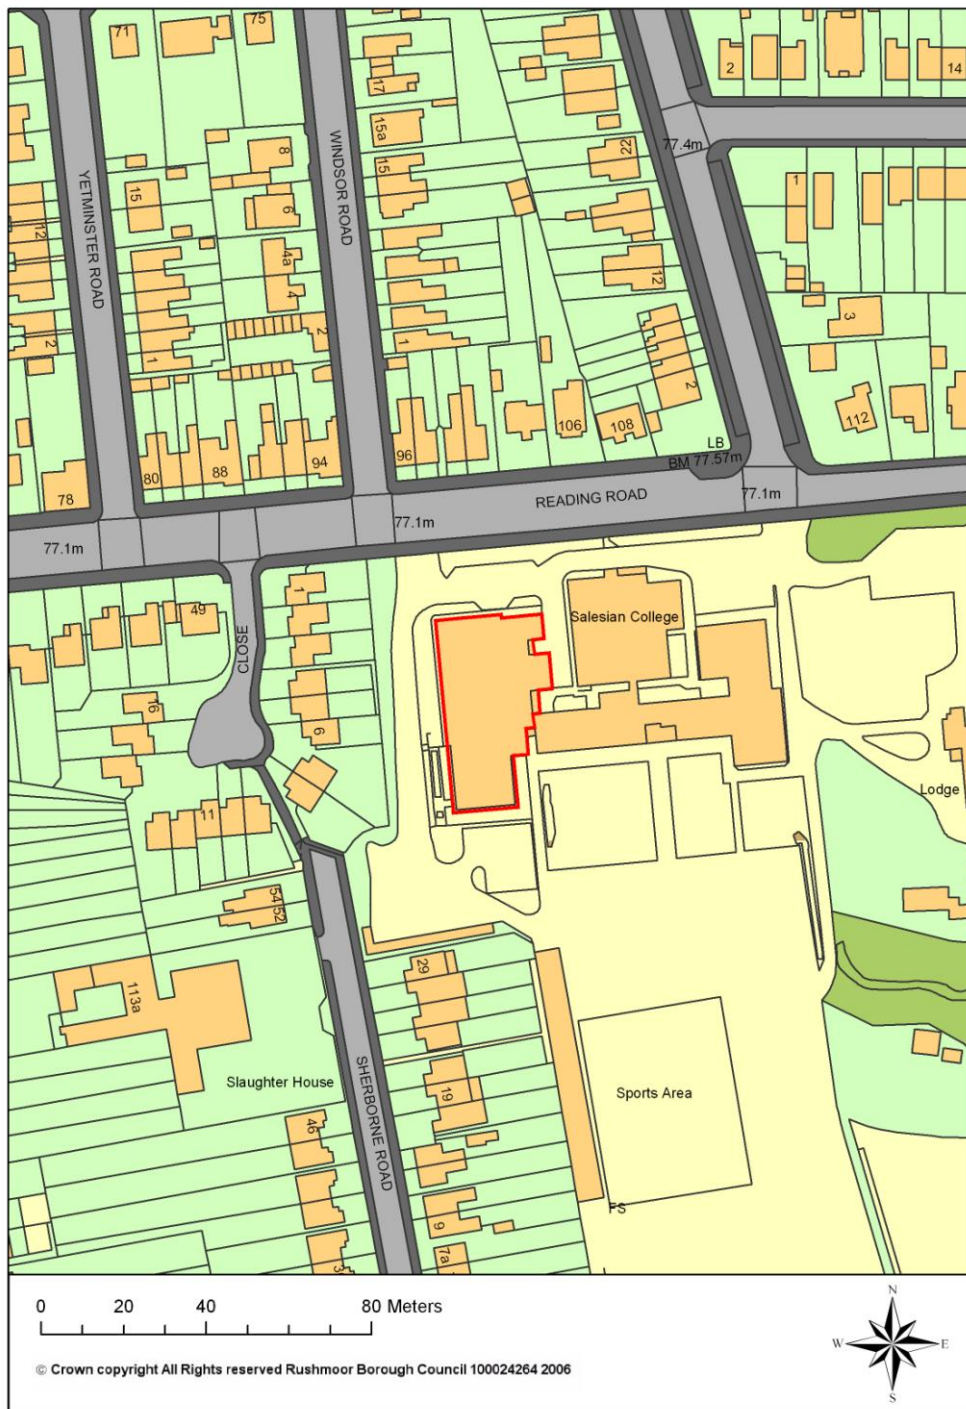 71
75
2
14
17
15a
15
8
6
4a
4
2
1
15
1
12
2
YETMINSTER ROAD
WINDSOR ROAD
22
12
2
77.4m
1
3
112
106
108
LB
BM 77.57m
96
94
88
80
78
READING ROAD
77.1m
77.1m
77.1m
49
CLOSE
1
Salesian College
16
6
11
54 52
Lodge
113a
29
Slaughter House
SHERBORNE ROAD
19
Sports Area
46
9
FS
7a
3
0 20 40 80 Meters
N
W E
S
© Crown copyright All Rights reserved Rushmoor Borough Council 100024264 2006